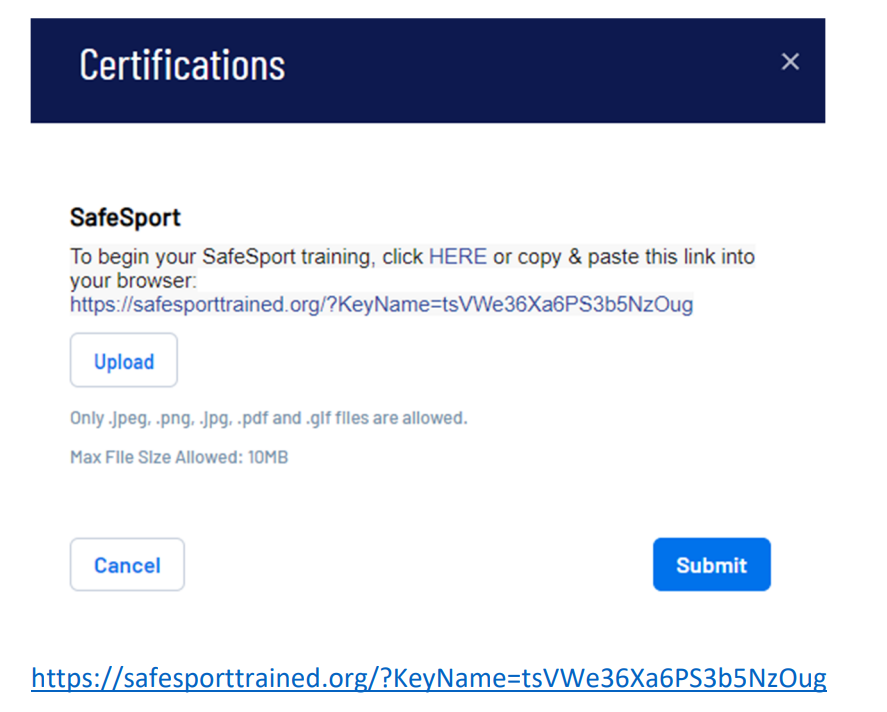 Certifications
SafeSport
To begin your SafeSport training, click HERE or copy & paste this link into
your browser:
https://safesporttrained.org/?KeyName=tsVWe36Xa6PS3b5NzOug
Upload
Only .jpeg, .png, .jpg, .pdf and .gif files are allowed.
Max File Size Allowed: 10MB
Cancel
Submit
https://safesporttrained.org/?KeyName=tsVWe36Xa6PS3b5NzOug